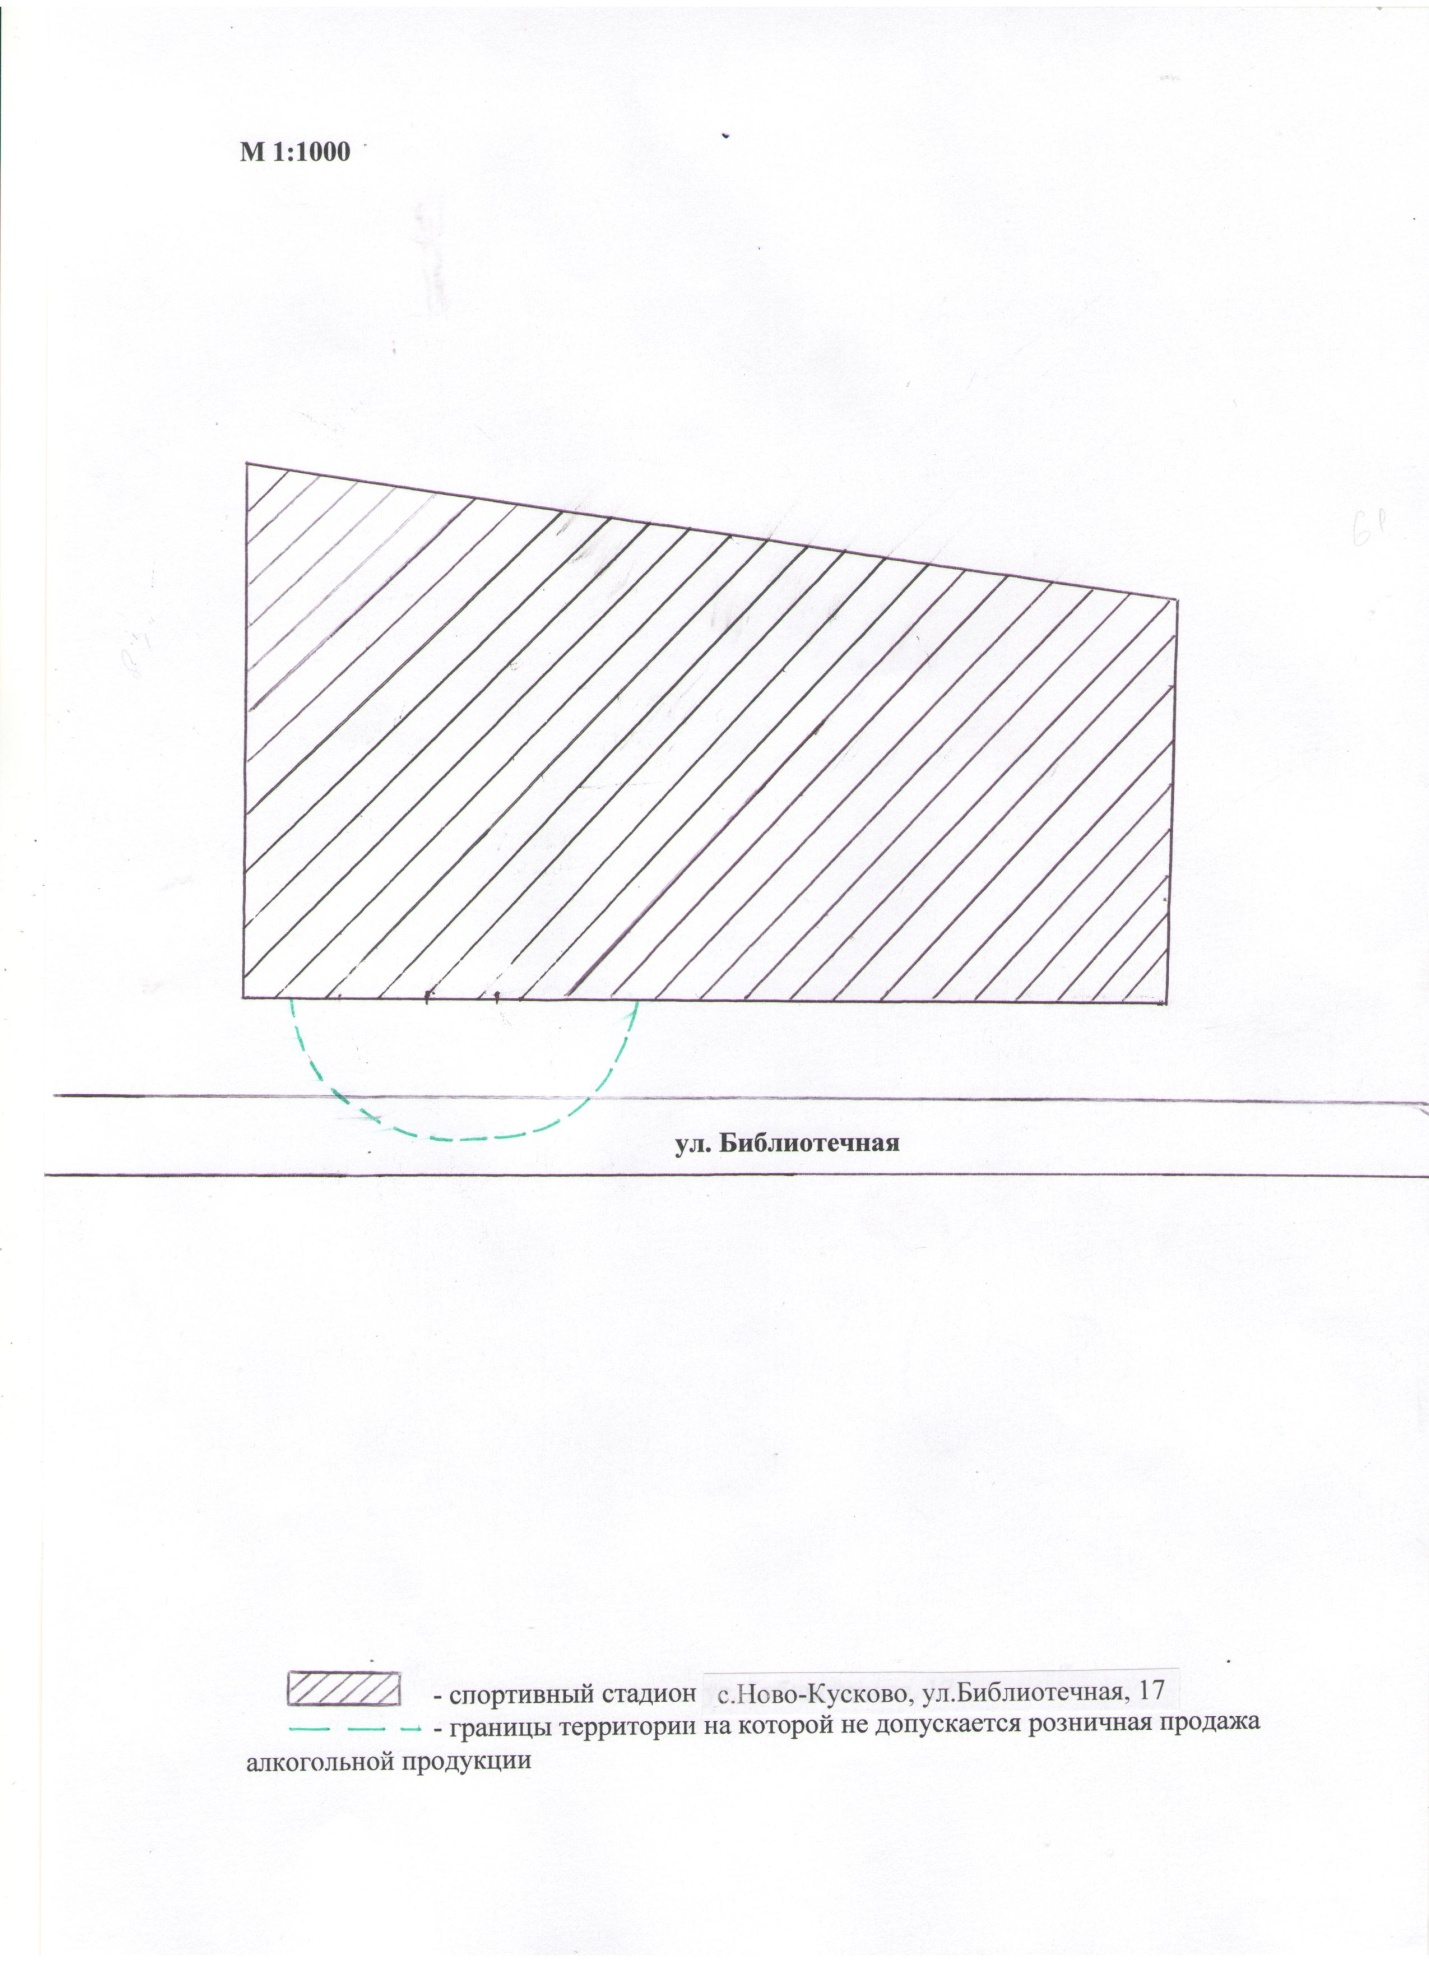 М 1:1000
ул. Библиотечная
- спортивный стадион с.Ново-Кусково, ул.Библиотечная, 17
- границы территории на которой не допускается розничная продажа
алкогольной продукции